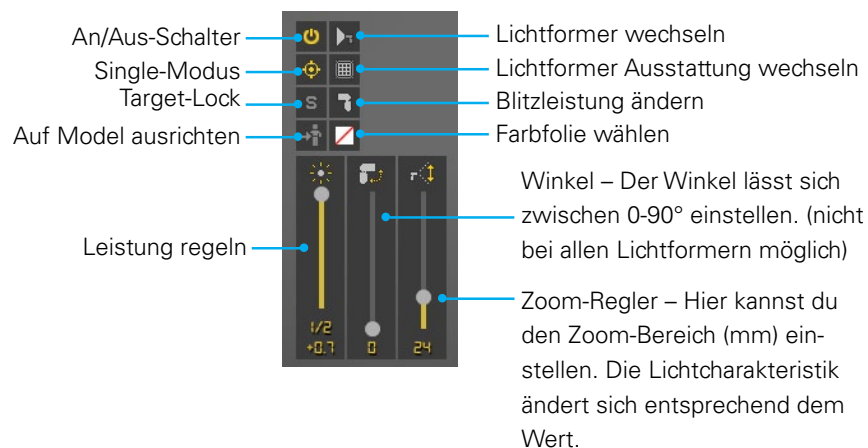 An/Aus-Schalter
Single-Modus
Target-Lock
Auf Model ausrichten
Leistung regeln
S
1/2
+0.7
0
24
Lichtformer wechseln
Lichtformer Ausstattung wechseln
Blitzleistung ändern
Farbfolie wählen
Winkel – Der Winkel lässt sich
zwischen 0-90° einstellen. (nicht
bei allen Lichtformern möglich)
Zoom-Regler – Hier kannst du
den Zoom-Bereich (mm) ein-
stellen. Die Lichtcharakteristik
ändert sich entsprechend dem
Wert.